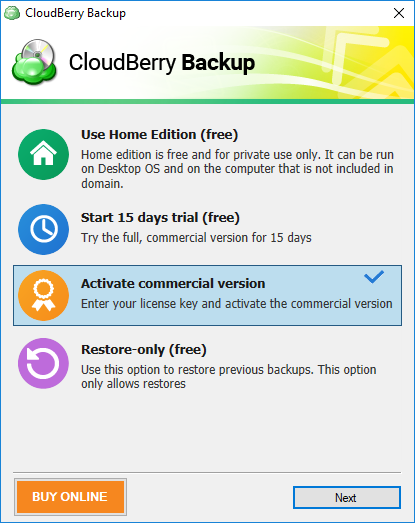 CloudBerry Backup
CloudBerry Backup
Use Home Edition (free)
Home edition is free and for private use only. It can be run
on Desktop OS and on the computer that is not included in
domain.
Start 15 days trial (free)
Try the full, commercial version for 15 days
Activate commercial version
Enter your license key and activate the commercial version
Restore-only (free)
Use this option to restore previous backups. This option
only allows restores
BUY ONLINE
Next